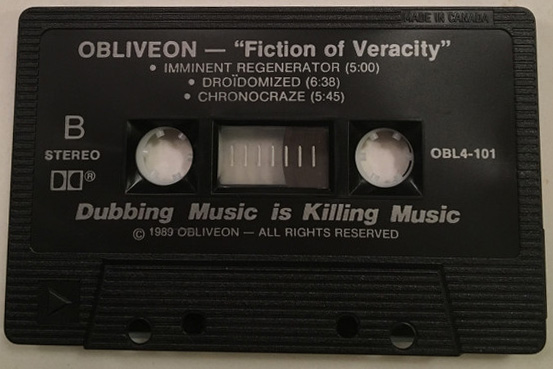 MADE IN CANADA
OBLIVEON — “Fiction of Veracity”
• IMMINENT REGENERATOR (5:00)
• DROÏDOMIZED (6:38)
• CHRONOCRAZE (5:45)
B
STEREO
OBL4-101
Dubbing Music is Killing Music
© 1989 OBLIVEON — ALL RIGHTS RESERVED